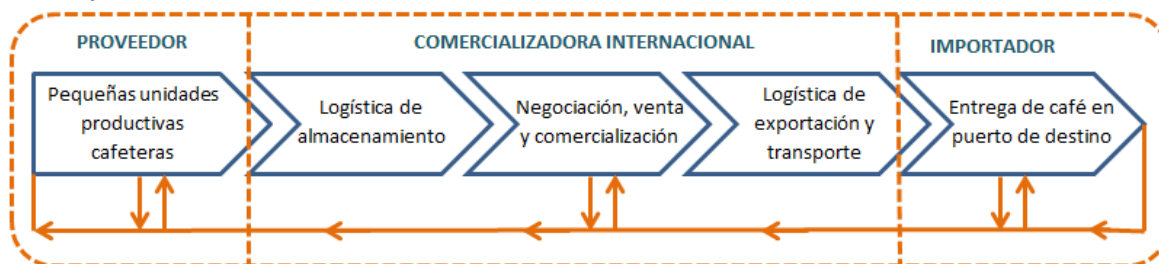 PROVEEDOR
COMERCIALIZADORA INTERNACIONAL
IMPORTADOR
Pequeñas unidades
productivas
cafeteras
Logística de
almacenamiento
Negociación, venta
y comercialización
Logística de
exportación y
transporte
Entrega de café en
puerto de destino